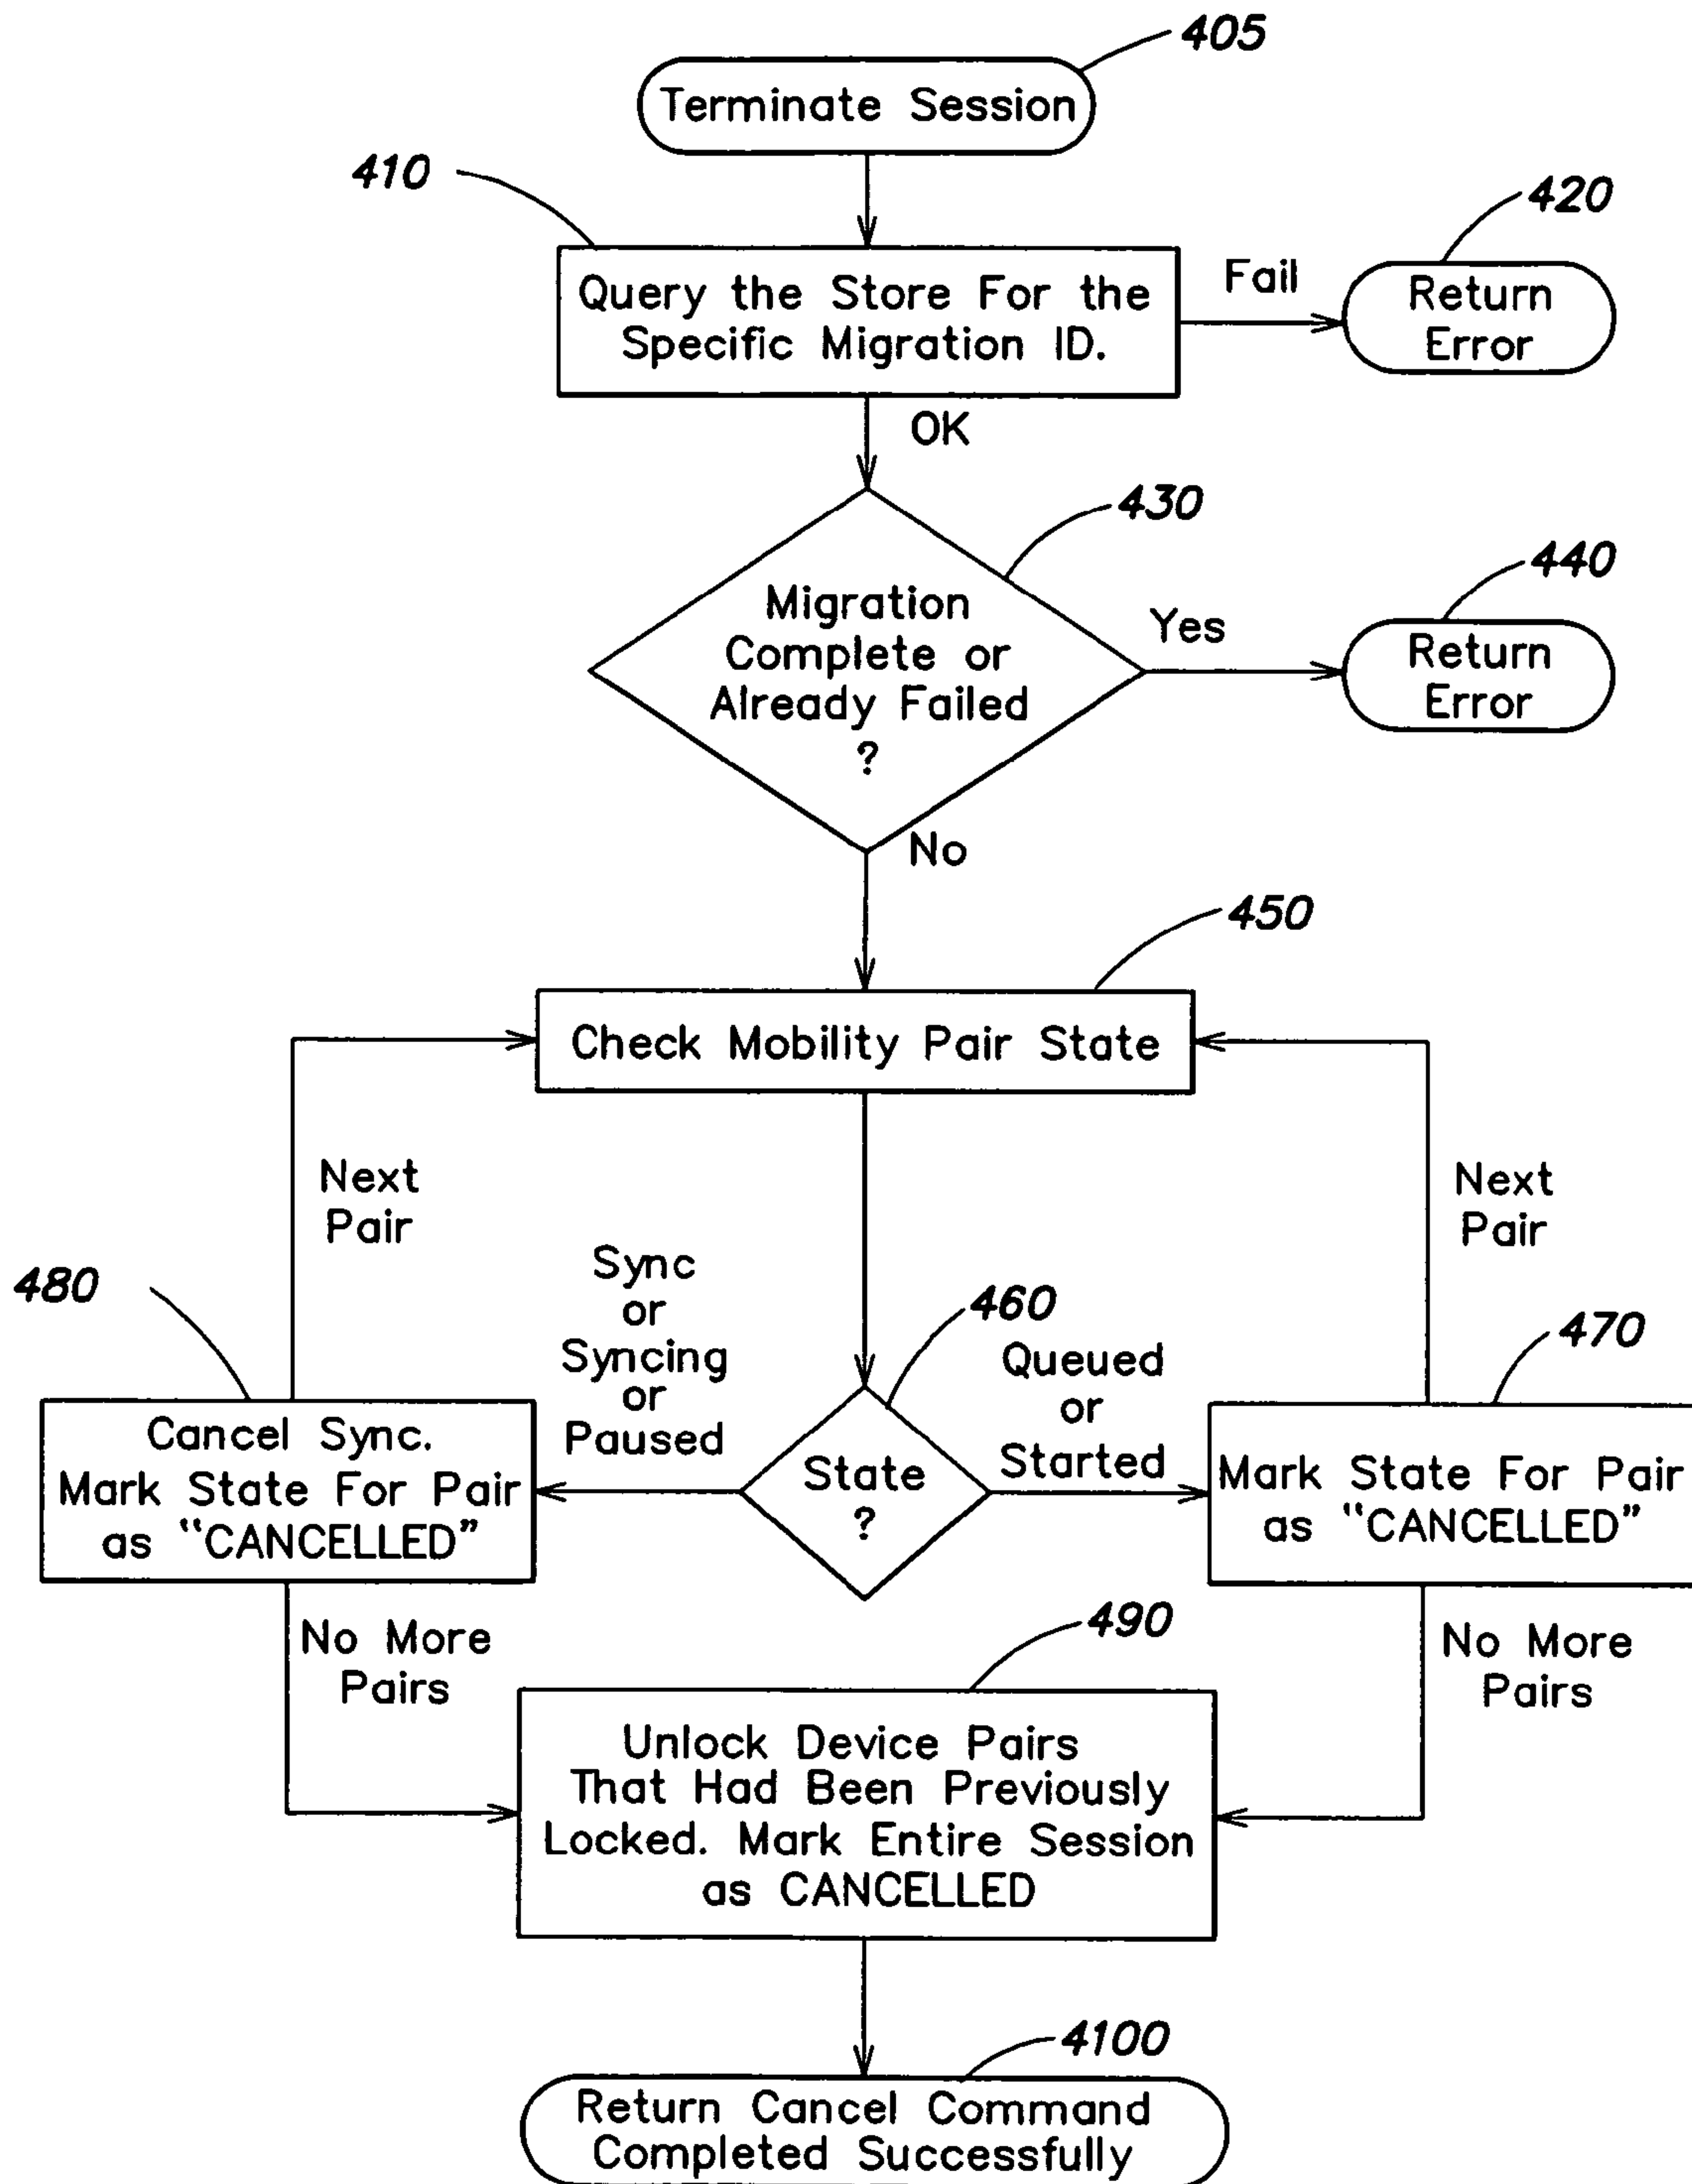 405
Terminate Session
410
420
Query the Store For the
Specific Migration ID.
Fail
Return
Error
OK
430
440
Migration
Complete or
Already Failed
?
Yes
Return
Error
No
450
Check Mobility Pair State
Next
Pair
Next
Pair
480
Sync
or
Syncing
or
Paused
460
Queued
or
Started
470
Cancel Sync.
Mark State For Pair
as "CANCELLED"
State
?
Mark State For Pair
as "CANCELLED"
No More
Pairs
490
No More
Pairs
Unlock Device Pairs
That Had Been Previously
Locked. Mark Entire Session
as CANCELLED
4100
Return Cancel Command
Completed Successfully